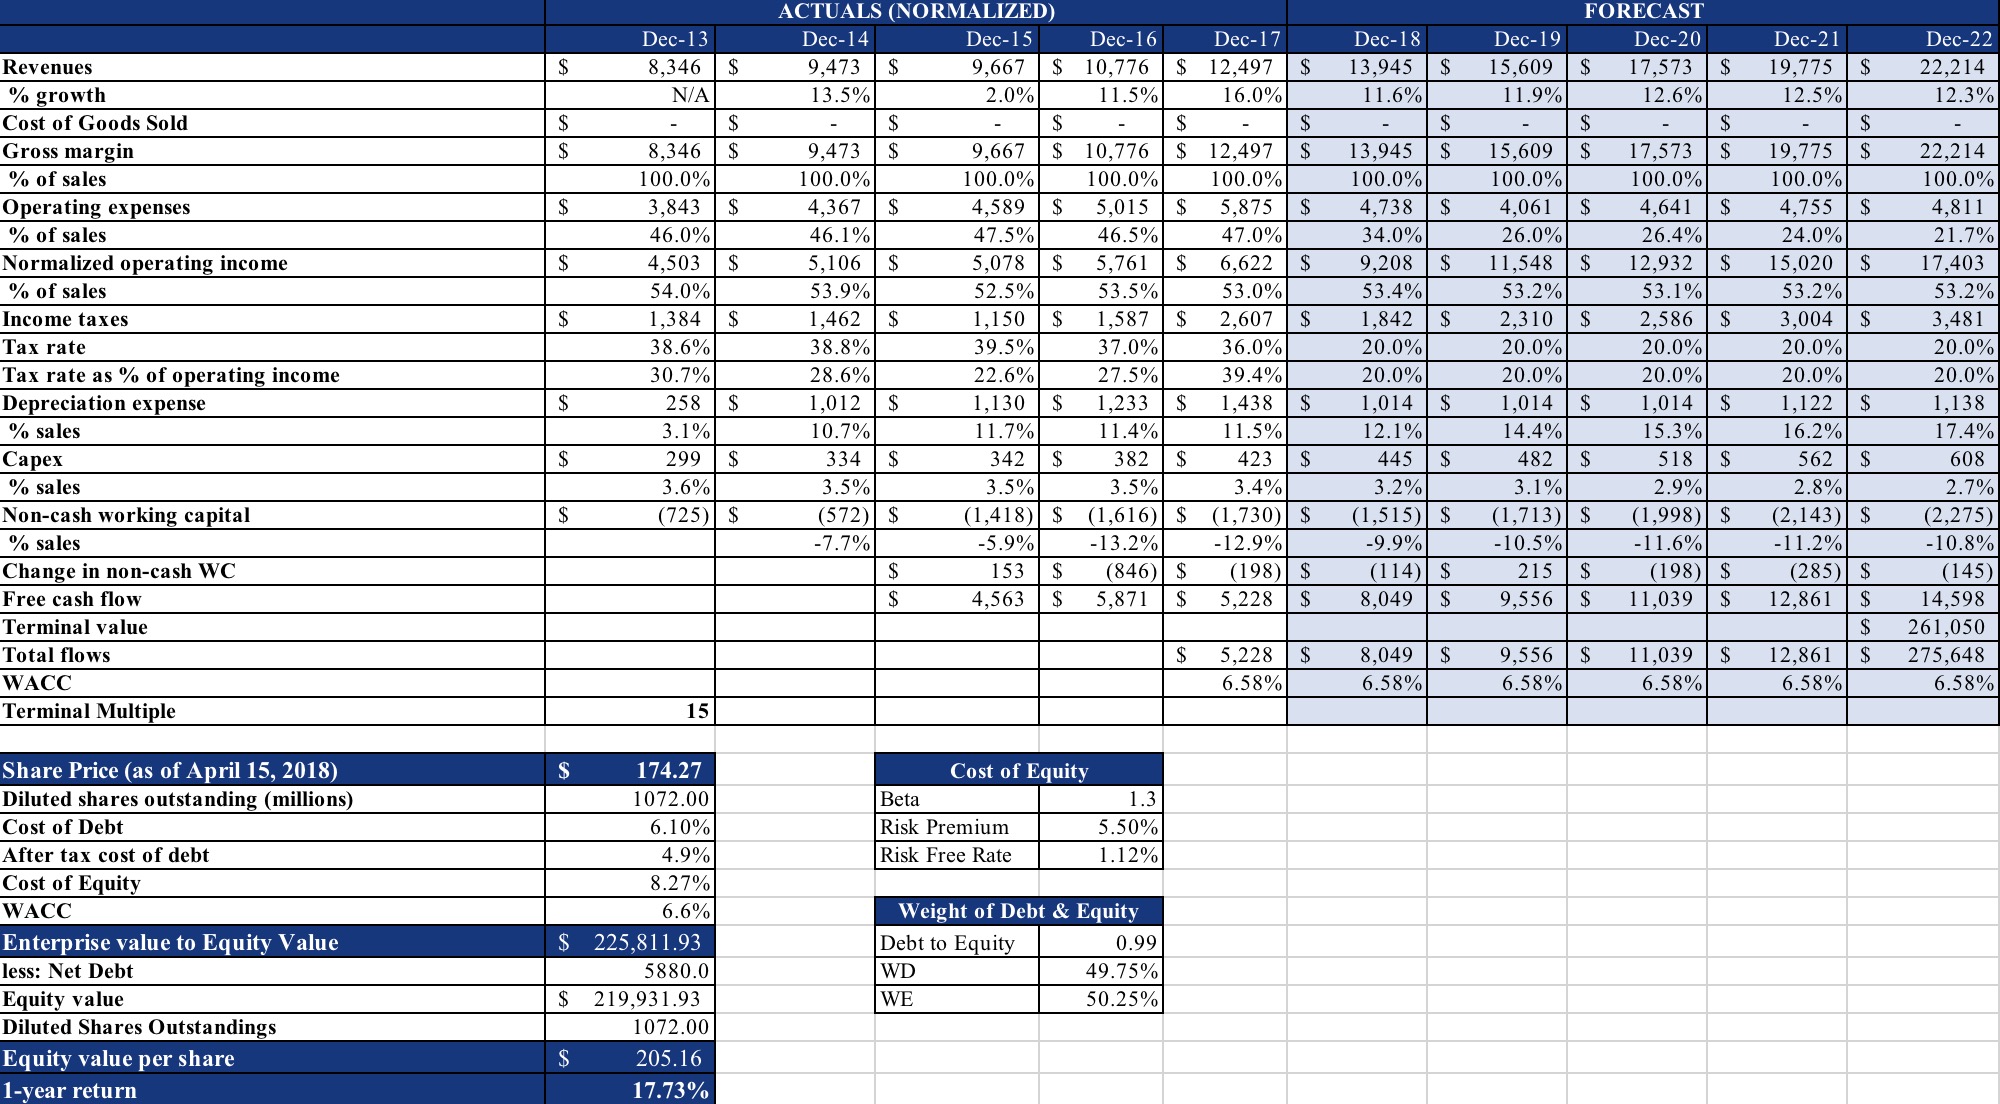 ACTUALS (NORMALIZED) FORECAST
Dec-13 Dec-14 Dec-15 Dec-16 Dec-17 Dec-18 Dec-19 Dec-20 Dec-21 Dec-22
Revenues $ 8,346 $ 9,473 $ 9,667 $ 10,776 $ 12,497 $ 13,945 $ 15,609 $ 17,573 $ 19,775 $ 22,214
% growth N/A 13.5% 2.0% 11.5% 16.0% 11.6% 11.9% 12.6% 12.5% 12.3%
Cost of Goods Sold $ - $ - $ - $ - $ - $ - $ - $ - $ - $ -
Gross margin $ 8,346 $ 9,473 $ 9,667 $ 10,776 $ 12,497 $ 13,945 $ 15,609 $ 17,573 $ 19,775 $ 22,214
% of sales 100.0% 100.0% 100.0% 100.0% 100.0% 100.0% 100.0% 100.0% 100.0% 100.0%
Operating expenses $ 3,843 $ 4,367 $ 4,589 $ 5,015 $ 5,875 $ 4,738 $ 4,061 $ 4,641 $ 4,755 $ 4,811
% of sales 46.0% 46.1% 47.5% 46.5% 47.0% 34.0% 26.0% 26.4% 24.0% 21.7%
Normalized operating income $ 4,503 $ 5,106 $ 5,078 $ 5,761 $ 6,622 $ 9,208 $ 11,548 $ 12,932 $ 15,020 $ 17,403
% of sales 54.0% 53.9% 52.5% 53.5% 53.0% 53.4% 53.2% 53.1% 53.2% 53.2%
Income taxes $ 1,384 $ 1,462 $ 1,150 $ 1,587 $ 2,607 $ 1,842 $ 2,310 $ 2,586 $ 3,004 $ 3,481
Tax rate 38.6% 38.8% 39.5% 37.0% 36.0% 20.0% 20.0% 20.0% 20.0% 20.0%
Tax rate as % of operating income 30.7% 28.6% 22.6% 27.5% 39.4% 20.0% 20.0% 20.0% 20.0% 20.0%
Depreciation expense $ 258 $ 1,012 $ 1,130 $ 1,233 $ 1,438 $ 1,014 $ 1,014 $ 1,014 $ 1,122 $ 1,138
% sales 3.1% 10.7% 11.7% 11.4% 11.5% 12.1% 14.4% 15.3% 16.2% 17.4%
Capex $ 299 $ 334 $ 342 $ 382 $ 423 $ 445 $ 482 $ 518 $ 562 $ 608
% sales 3.6% 3.5% 3.5% 3.5% 3.4% 3.2% 3.1% 2.9% 2.8% 2.7%
Non-cash working capital $ (725) $ (572) $ (1,418) $ (1,616) $ (1,730) $ (1,515) $ (1,713) $ (1,998) $ (2,143) $ (2,275)
% sales -7.7% -5.9% -13.2% -12.9% -9.9% -10.5% -11.6% -11.2% -10.8%
Change in non-cash WC $ 153 $ (846) $ (198) $ (114) $ 215 $ (198) $ (285) $ (145)
Free cash flow $ 4,563 $ 5,871 $ 5,228 $ 8,049 $ 9,556 $ 11,039 $ 12,861 $ 14,598
Terminal value $ 261,050
Total flows $ 5,228 $ 8,049 $ 9,556 $ 11,039 $ 12,861 $ 275,648
WACC 6.58% 6.58% 6.58% 6.58% 6.58% 6.58%
Terminal Multiple 15
Share Price (as of April 15, 2018) $ 174.27 Cost of Equity
Diluted shares outstanding (millions) 1072.00 Beta 1.3
Cost of Debt 6.10% Risk Premium 5.50%
After tax cost of debt 4.9% Risk Free Rate 1.12%
Cost of Equity 8.27%
WACC 6.6% Weight of Debt & Equity
Enterprise value to Equity Value $ 225,811.93 Debt to Equity 0.99
less: Net Debt 5880.0 WD 49.75%
Equity value $ 219,931.93 WE 50.25%
Diluted Shares Outstandings 1072.00
Equity value per share $ 205.16
1-year return 17.73%